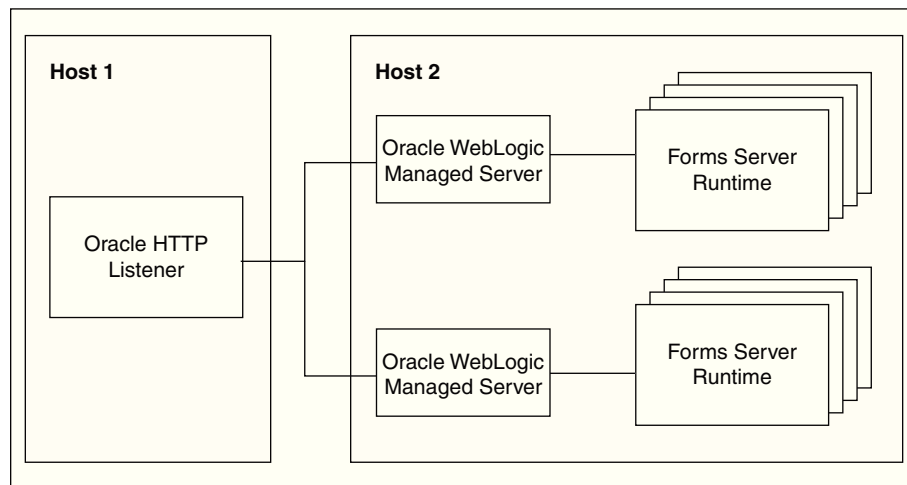 Host 1
Oracle HTTP
Listener
Host 2
Oracle WebLogic
Managed Server
Forms Server
Runtime
Oracle WebLogic
Managed Server
Forms Server
Runtime